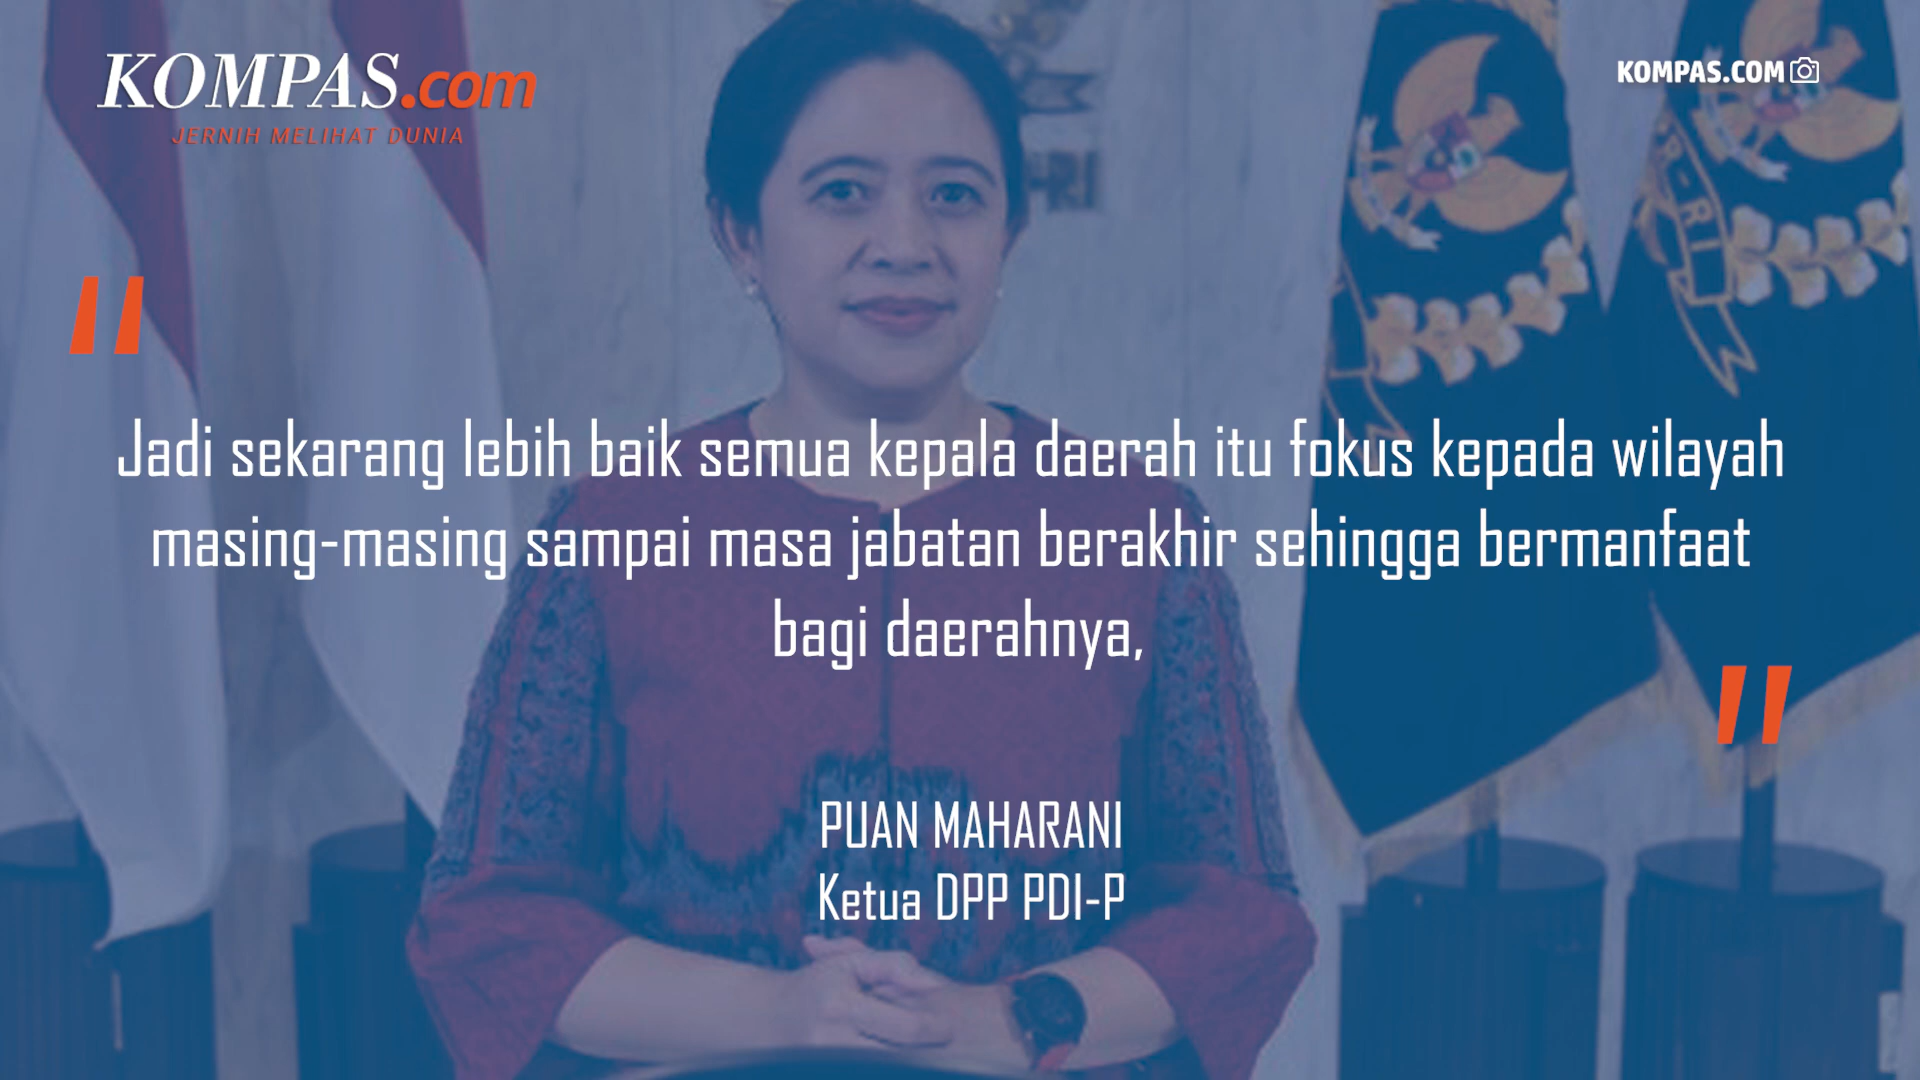 KOMPAS.com
JERNIH MELIHAT DUNIA
KOMPAS.COM
"
Jadi sekarang lebih baik semua kepala daerah itu fokus kepada wilayah
masing-masing sampai masa jabatan berakhir sehingga bermanfaat
bagi daerahnya,
"
PUAN MAHARANI
Ketua DPP PDI-P